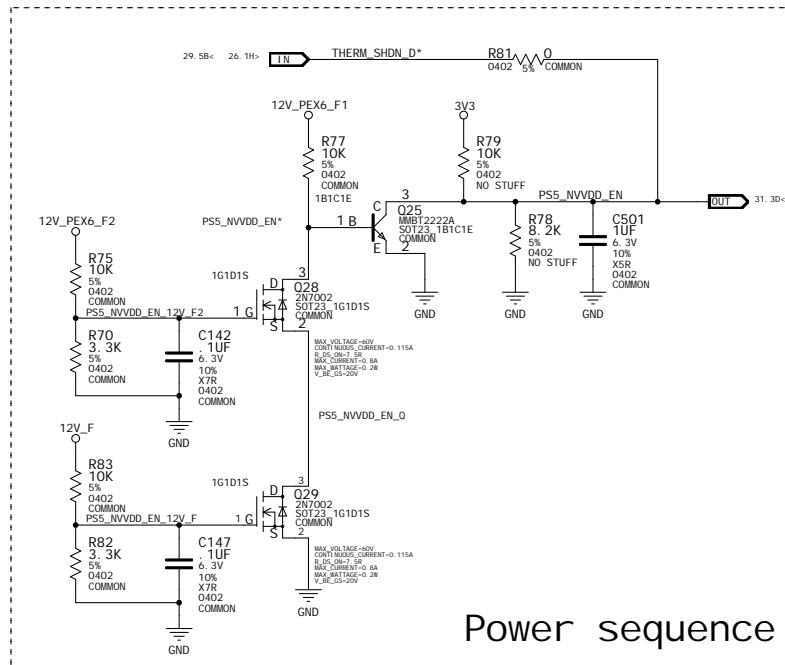 29.5B<
26.1H>
IN
THERM_SHDN_D*
R81
0
0402
5%
COMMON
12V_PEX6_F1
R77
10K
5%
0402
COMMON
1B1C1E
3V3
R79
10K
5%
0402
NO STUFF
PS5_NVVDD_EN
OUT
31.3D<
PS5_NVVDD_EN*
1
B
C
3
Q25
MMBT2222A
SOT23_1B1C1E
COMMON
E
2
GND
R78
8.2K
5%
0402
NO STUFF
GND
C501
1UF
6.3V
10%
X5R
0402
COMMON
GND
12V_PEX6_F2
R75
10K
5%
0402
COMMON
PS5_NVVDD_EN_12V_F2
R70
3.3K
5%
0402
COMMON
C142
.1UF
6.3V
10%
X7R
0402
COMMON
GND
1G1D1S
1
G
D
3
Q28
2N7002
SOT23_1G1D1S
COMMON
S
2
MAX_VOLTAGE=60V
CONTINUOUS_CURRENT=0.115A
R_DS_ON=7.5R
MAX_CURRENT=0.8A
MAX_WATTAGE=0.2W
V_BE_GS=20V
PS5_NVVDD_EN_Q
12V_F
R83
10K
5%
0402
COMMON
PS5_NVVDD_EN_12V_F
R82
3.3K
5%
0402
COMMON
C147
.1UF
6.3V
10%
X7R
0402
COMMON
GND
1G1D1S
1
G
D
3
Q29
2N7002
SOT23_1G1D1S
COMMON
S
2
MAX_VOLTAGE=60V
CONTINUOUS_CURRENT=0.115A
R_DS_ON=7.5R
MAX_CURRENT=0.8A
MAX_WATTAGE=0.2W
V_BE_GS=20V
GND
Power sequence